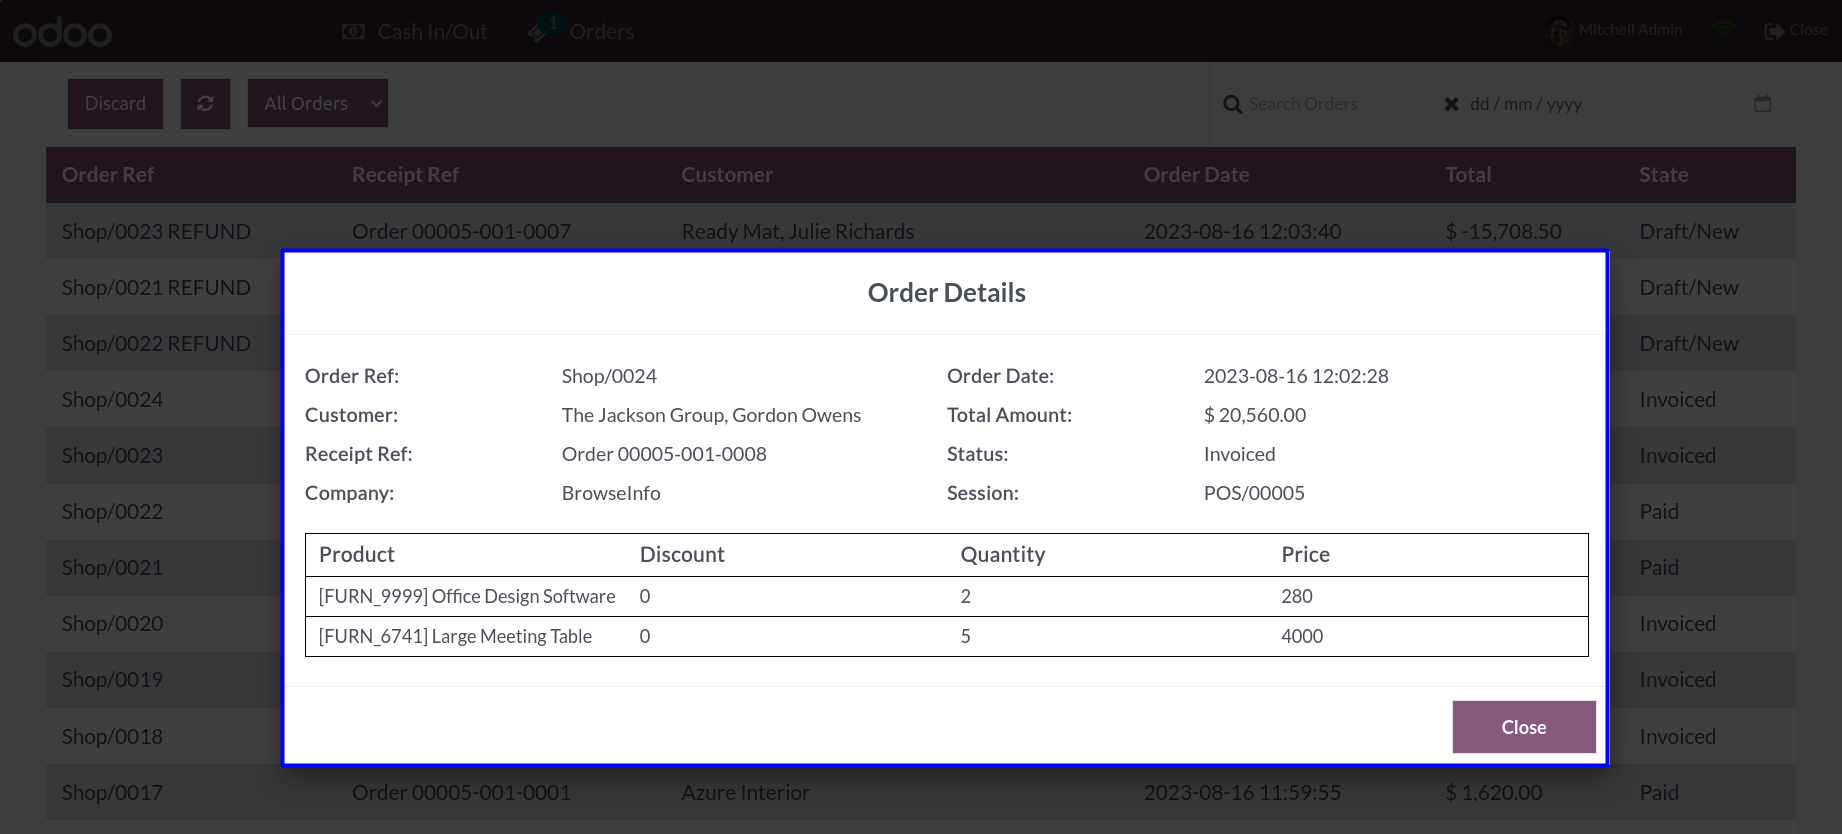 odoo Cash In/Out 1 Orders Mitchell Admin Close
Discard All Orders Search Orders dd / mm / yyyy
Order Ref Receipt Ref Customer Order Date Total State
Shop/0023 REFUND Order 00005-001-0007 Ready Mat, Julie Richards 2023-08-16 12:03:40 $ -15,708.50 Draft/New
Shop/0021 REFUND Draft/New
Shop/0022 REFUND Draft/New
Shop/0024 Invoiced
Shop/0023 Invoiced
Shop/0022 Paid
Shop/0021 Paid
Shop/0020 Invoiced
Shop/0019 Invoiced
Shop/0018 Invoiced
Shop/0017 Order 00005-001-0001 Azure Interior 2023-08-16 11:59:55 $ 1,620.00 Paid
Order Details
Order Ref: Shop/0024 Order Date: 2023-08-16 12:02:28
Customer: The Jackson Group, Gordon Owens Total Amount: $ 20,560.00
Receipt Ref: Order 00005-001-0008 Status: Invoiced
Company: BrowseInfo Session: POS/00005
Product Discount Quantity Price
[FURN_9999] Office Design Software 0 2 280
[FURN_6741] Large Meeting Table 0 5 4000
Close